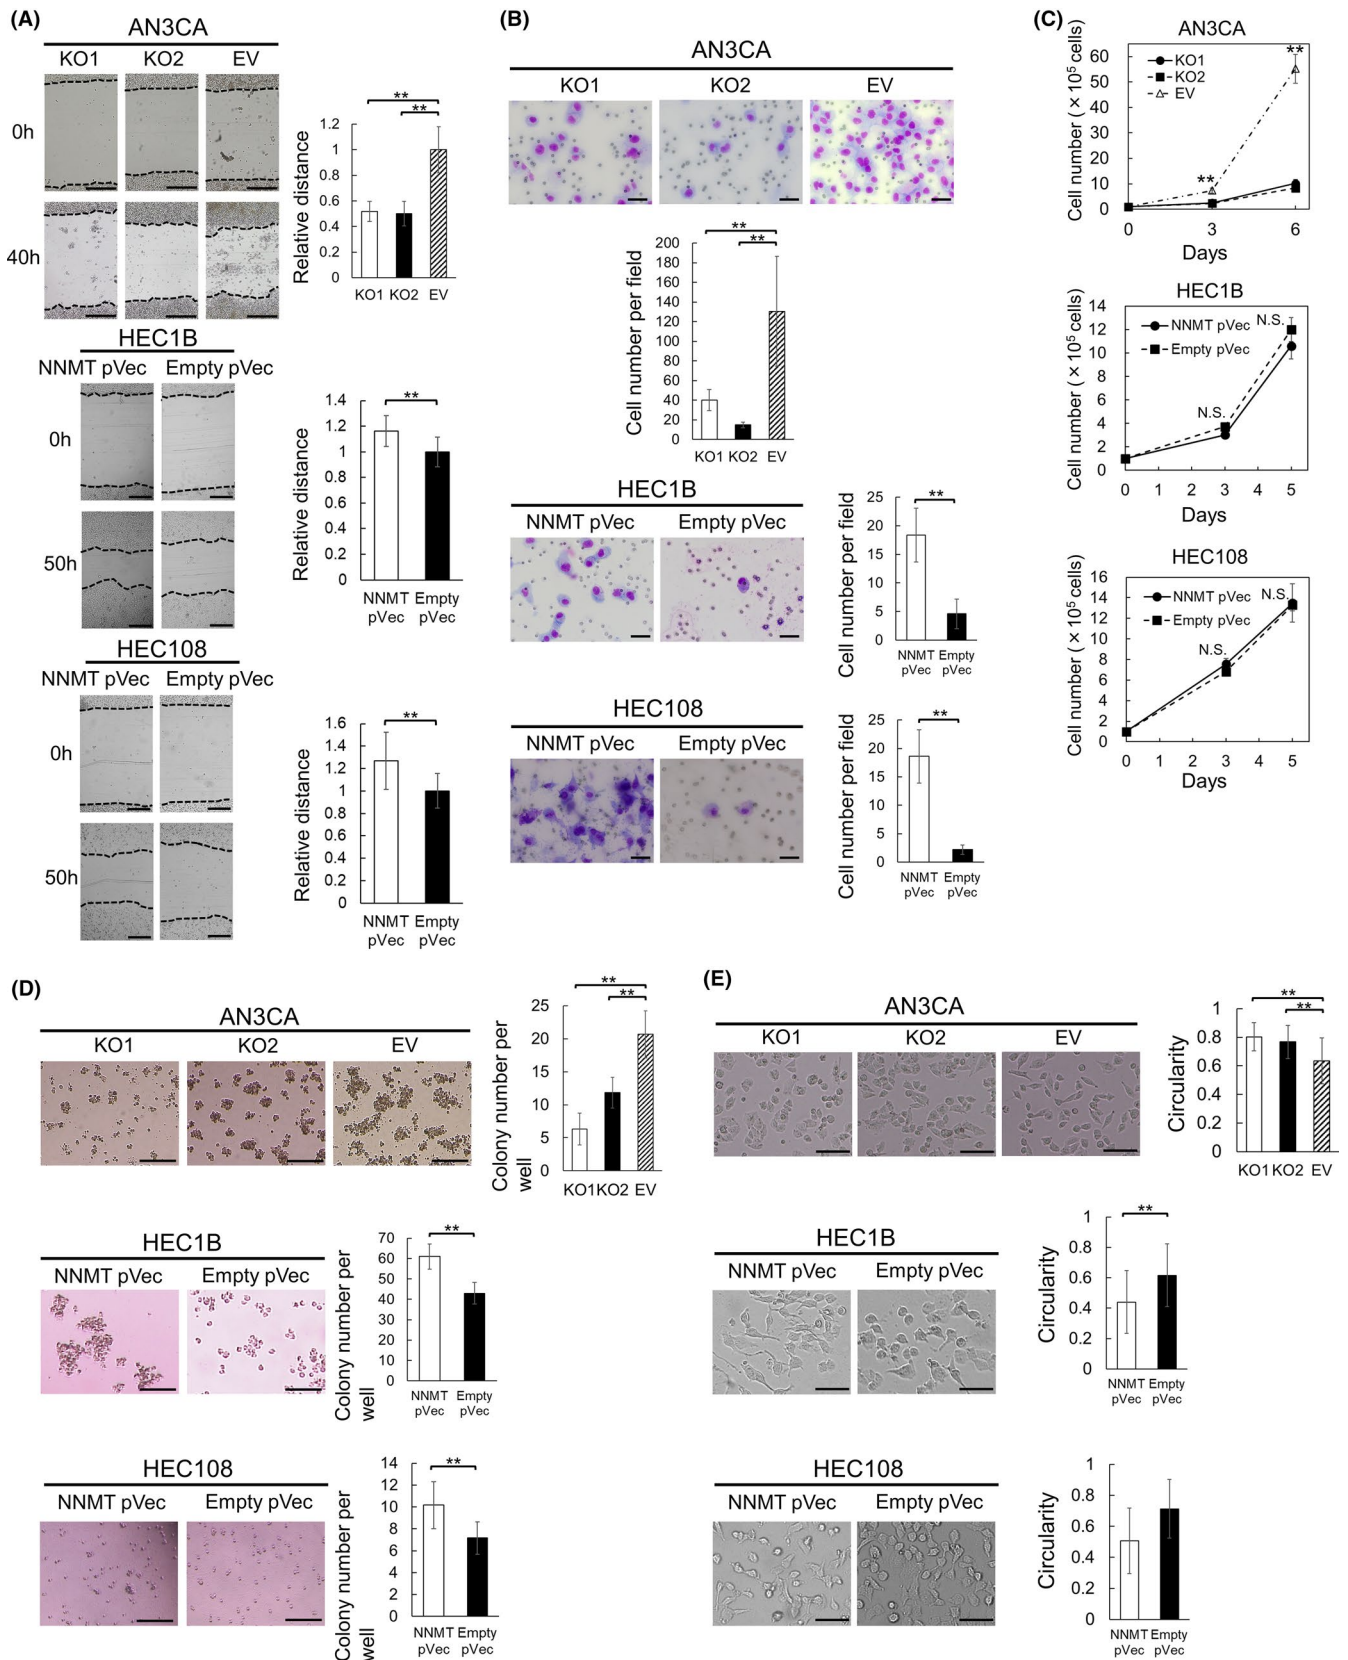 (A)
AN3CA
KO1 KO2 EV
0h
40h
**
**
Relative distance
1.2
1
0.8
0.6
0.4
0.2
0
KO1 KO2 EV
HEC1B
NNMT pVec Empty pVec
0h
50h
**
Relative distance
1.4
1.2
1
0.8
0.6
0.4
0.2
0
NNMT Empty
pVec pVec
HEC108
NNMT pVec Empty pVec
0h
50h
**
Relative distance
1.6
1.4
1.2
1
0.8
0.6
0.4
0.2
0
NNMT Empty
pVec pVec
(B)
AN3CA
KO1 KO2 EV
**
**
Cell number per field
200
180
160
140
120
100
80
60
40
20
0
KO1 KO2 EV
HEC1B
NNMT pVec Empty pVec
**
Cell number per field
25
20
15
10
5
0
NNMT Empty
pVec pVec
HEC108
NNMT pVec Empty pVec
**
Cell number per field
25
20
15
10
5
0
NNMT Empty
pVec pVec
(C)
AN3CA
Cell number (×10⁵ cells)
60
50
40
30
20
10
0
KO1
KO2
EV
**
**
0 3 6
Days
HEC1B
Cell number (×10⁵ cells)
14
12
10
8
6
4
2
0
NNMT pVec
Empty pVec
N.S.
N.S.
0 1 2 3 4 5
Days
HEC108
Cell number (×10⁵ cells)
16
14
12
10
8
6
4
2
0
NNMT pVec
Empty pVec
N.S.
N.S.
0 1 2 3 4 5
Days
(D)
AN3CA
KO1 KO2 EV
**
**
Colony number per
well
25
20
15
10
5
0
KO1 KO2 EV
HEC1B
NNMT pVec Empty pVec
**
Colony number per
well
70
60
50
40
30
20
10
0
NNMT Empty
pVec pVec
HEC108
NNMT pVec Empty pVec
**
Colony number per
well
14
12
10
8
6
4
2
0
NNMT Empty
pVec pVec
(E)
AN3CA
KO1 KO2 EV
**
**
Circularity
1
0.8
0.6
0.4
0.2
0
KO1 KO2 EV
HEC1B
NNMT pVec Empty pVec
**
Circularity
1
0.8
0.6
0.4
0.2
0
NNMT Empty
pVec pVec
HEC108
NNMT pVec Empty pVec
Circularity
1
0.8
0.6
0.4
0.2
0
NNMT Empty
pVec pVec